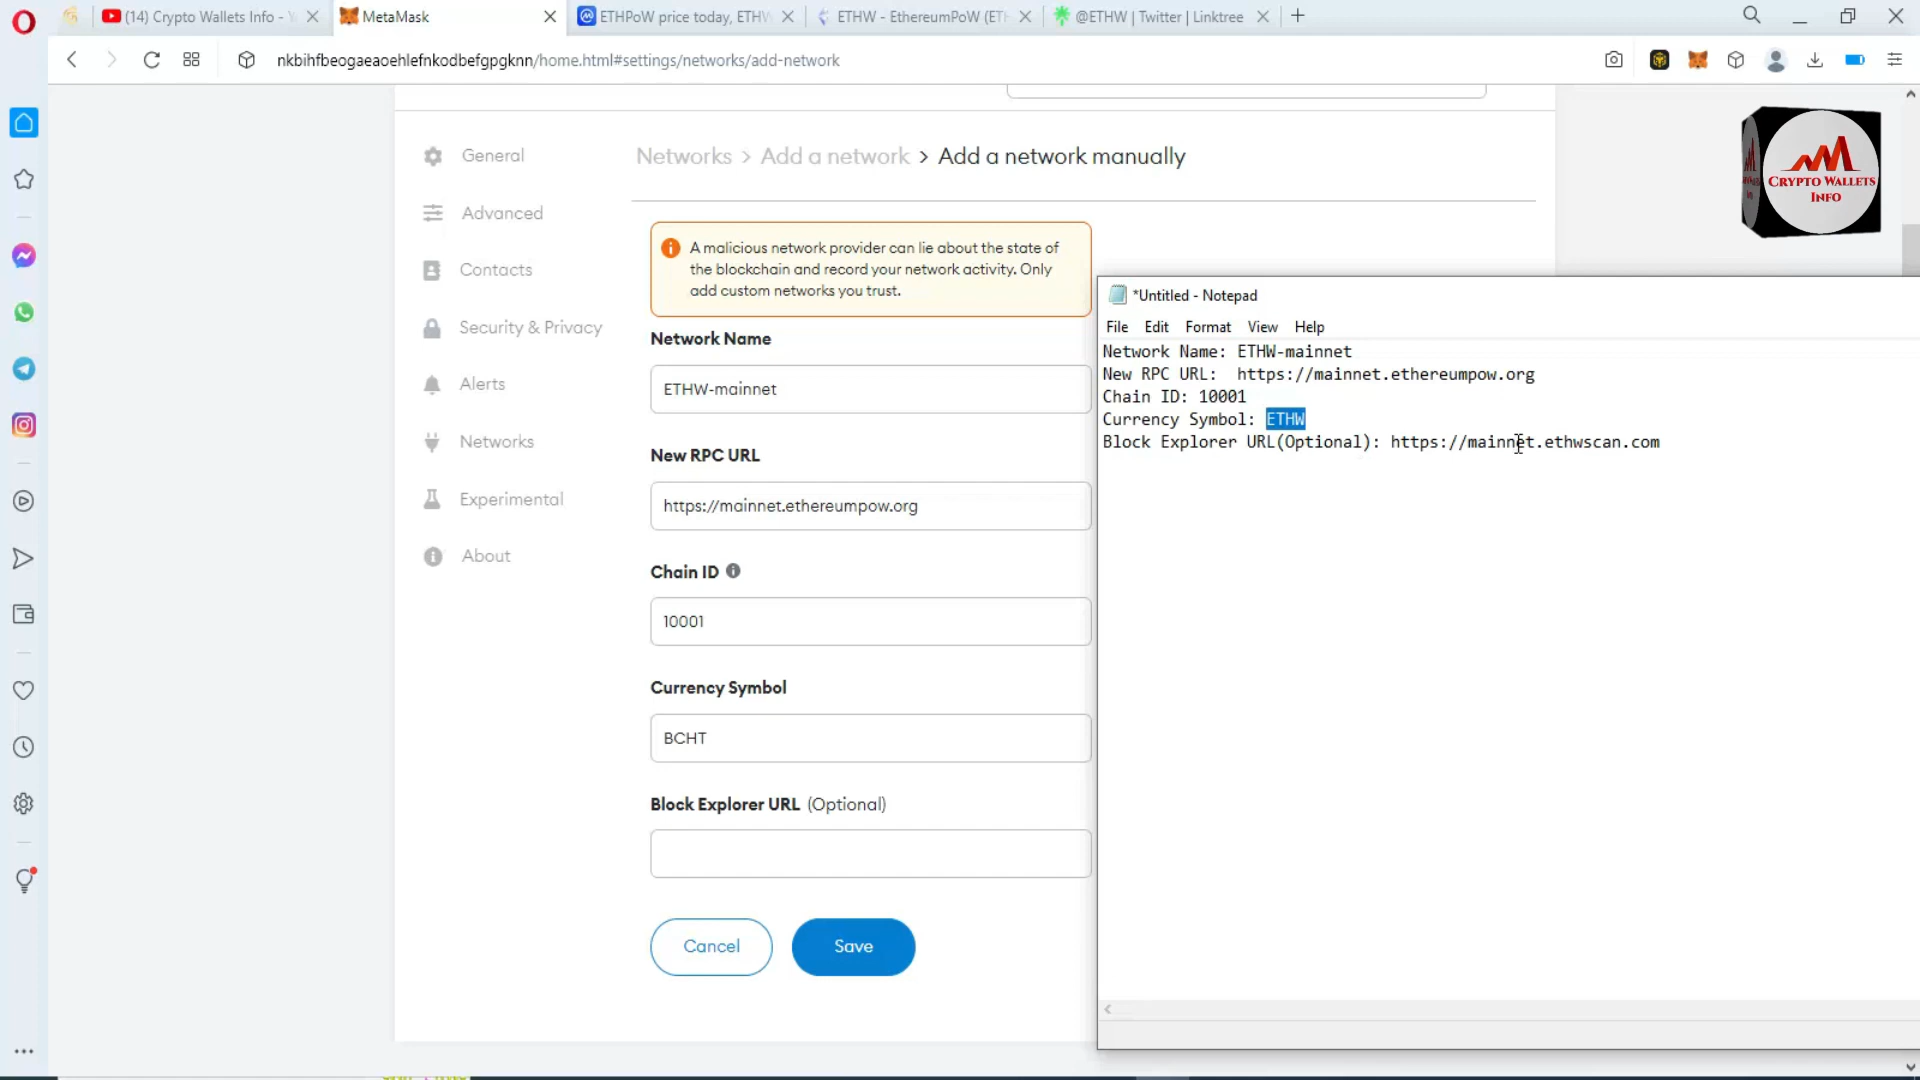 (14) Crypto Wallets Info -
MetaMask
ETHPoW price today, ETHW
ETHW - EthereumPoW (ETH
@ETHW | Twitter | Linktree
nkbihfbeogaeaoehlefnkodbefgpgknn/home.html#settings/networks/add-network
General
Advanced
Contacts
Security & Privacy
Alerts
Networks
Experimental
About
Networks > Add a network > Add a network manually
A malicious network provider can lie about the state of
the blockchain and record your network activity. Only
add custom networks you trust.
Network Name
ETHW-mainnet
New RPC URL
https://mainnet.ethereumpow.org
Chain ID
10001
Currency Symbol
BCHT
Block Explorer URL (Optional)
Cancel
Save
CRYPTO WALLETS
INFO
*Untitled - Notepad
File Edit Format View Help
Network Name: ETHW-mainnet
New RPC URL:  https://mainnet.ethereumpow.org
Chain ID: 10001
Currency Symbol: ETHW
Block Explorer URL(Optional): https://mainnet.ethwscan.com